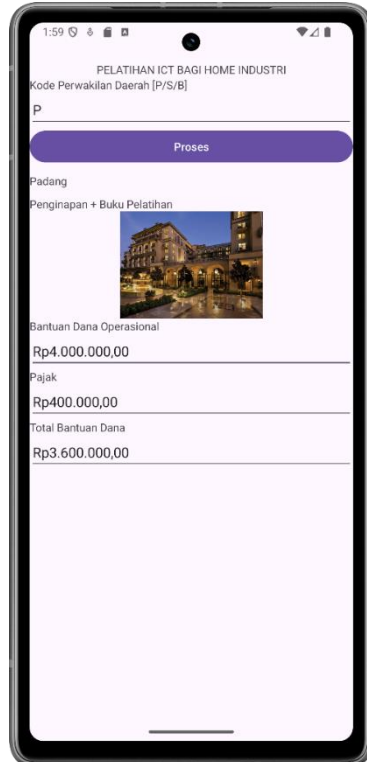 1:59
PELATIHAN ICT BAGI HOME INDUSTRI
Kode Perwakilan Daerah [P/S/B]
P
Proses
Padang
Penginapan + Buku Pelatihan
Bantuan Dana Operasional
Rp4.000.000,00
Pajak
Rp400.000,00
Total Bantuan Dana
Rp3.600.000,00